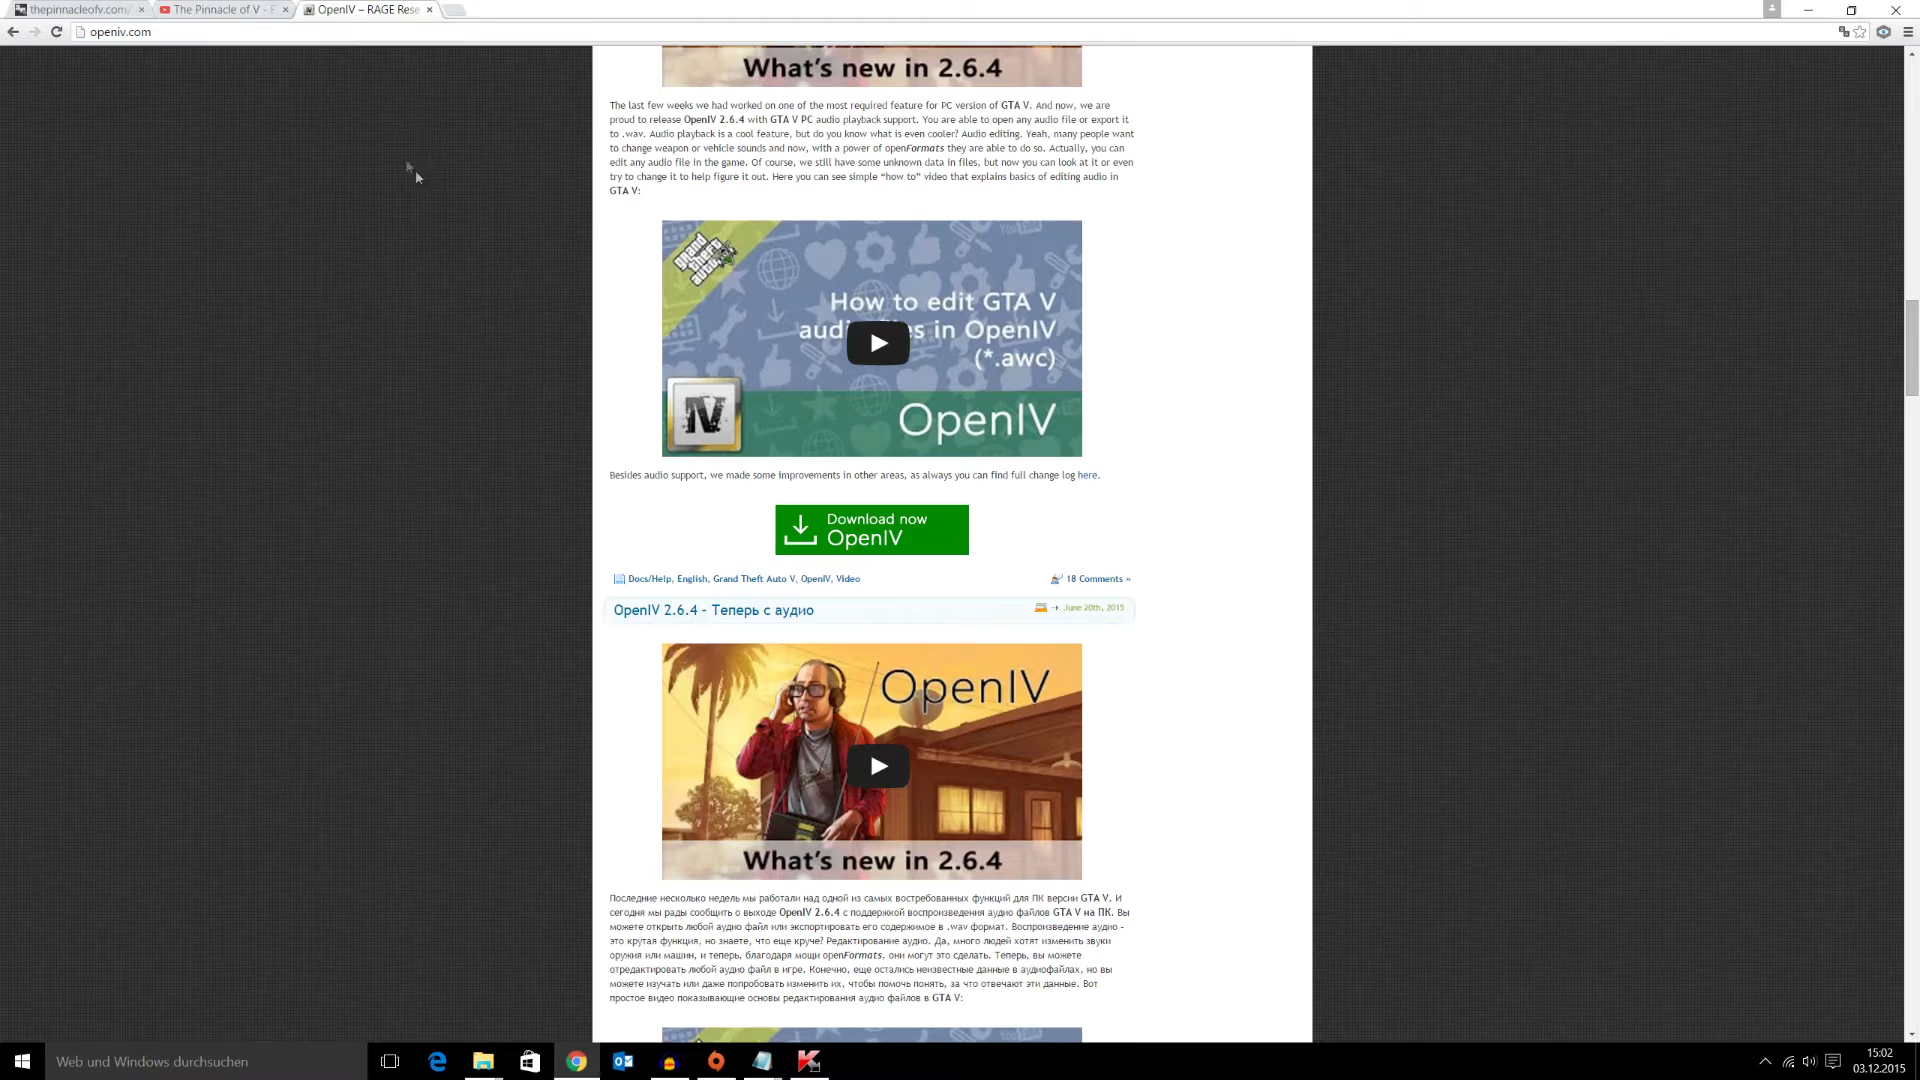 thepinnacleofv.com/
The Pinnacle of V - F
OpenIV – RAGE Rese
openiv.com
What's new in 2.6.4
The last few weeks we had worked on one of the most required feature for PC version of GTA V. And now, we are
proud to release OpenIV 2.6.4 with GTA V PC audio playback support. You are able to open any audio file or export it
to .wav. Audio playback is a cool feature, but do you know what is even cooler? Audio editing. Yeah, many people want
to change weapon or vehicle sounds and now, with a power of openFormats they are able to do so. Actually, you can
edit any audio file in the game. Of course, we still have some unknown data in files, but now you can look at it or even
try to change it to help figure it out. Here you can see simple “how to” video that explains basics of editing audio in
GTA V:
grand theft auto V
How to edit GTA V
audio files in OpenIV
(*.awc)
IV
OpenIV
Besides audio support, we made some improvements in other areas, as always you can find full change log here.
Download now
OpenIV
Docs/Help, English, Grand Theft Auto V, OpenIV, Video
18 Comments »
OpenIV 2.6.4 – Теперь с аудио
June 20th, 2015
OpenIV
What's new in 2.6.4
Последние несколько недель мы работали над одной из самых востребованных функций для ПК версии GTA V. И
сегодня мы рады сообщить о выходе OpenIV 2.6.4 с поддержкой воспроизведения аудио файлов GTA V на ПК. Вы
можете открыть любой аудио файл или экспортировать его содержимое в .wav формат. Воспроизведение аудио –
это крутая функция, но знаете, что еще круче? Редактирование аудио. Да, много людей хотят изменить звуки
оружия или машин, и теперь, благодаря мощи openFormats, они могут это сделать. Теперь, вы можете
отредактировать любой аудио файл в игре. Конечно, еще остались неизвестные данные в аудиофайлах, но вы
можете изучать или даже попробовать изменить их, чтобы помочь понять, за что отвечают эти данные. Вот
простое видео показывающие основы редактирования аудио файлов в GTA V:
Web und Windows durchsuchen
15:02
03.12.2015